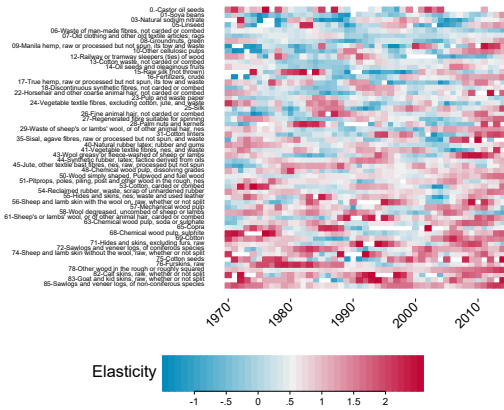 0.-Castor oil seeds
01-Soya beans
03-Natural sodium nitrate
05-Linseed
06-Waste of man-made fibres, not carded or combed
07-Old clothing and other old textile articles; rags
08-Groundnuts, green
09-Manila hemp, raw or processed but not spun, its tow and waste
10-Other cellulosic pulps
12-Railway or tramway sleepers (ties) of wood
13-Cotton waste, not carded or combed
14-Oil seeds and oleaginous fruits
15-Raw silk (not thrown)
16-Fertilizers, crude
17-True hemp, raw or processed but not spun, its tow and waste
18-Discontinuous synthetic fibres, not carded or combed
22-Horsehair and other coarse animal hair, not carded or combed
23-Pulp and waste paper
24-Vegetable textile fibres, excluding cotton, jute, and waste
25-Silk
26-Fine animal hair, not carded or combed
27-Regenerated fibre suitable for spinning
28-Palm nuts and kernels
29-Waste of sheep's or lambs' wool, or of other animal hair, nes
31-Cotton linters
35-Sisal, agave fibres, raw or processed but not spun, and waste
40-Natural rubber latex; rubber and gums
41-Vegetable textile fibres, nes, and waste
43-Wool greasy or fleece-washed of sheep or lambs
44-Synthetic rubber, latex; factice derived from oils
45-Jute, other textile bast fibres, nes, raw, processed but not spun
48-Chemical wood pulp, dissolving grades
50-Wood simply shaped, Pulpwood and fuel wood
51-Pitprops, poles, piling, post and other wood in the rough, nes
53-Cotton, carded or combed
54-Reclaimed rubber, waste, scrap of unhardened rubber
55-Hides and skins, nes; waste and used leather
56-Sheep and lamb skin with the wool on, raw, whether or not split
57-Mechanical wood pulp
58-Wool degreased, uncombed of sheep or lambs
61-Sheep's or lambs' wool, or of other animal hair, carded or combed
63-Chemical wood pulp, soda or sulphate
65-Copra
68-Chemical wood pulp, sulphite
69-Cotton
71-Hides and skins, excluding furs, raw
72-Sawlogs and veneer logs, of coniferous species
74-Sheep and lamb skin without the wool, raw, whether or not split
75-Cotton seeds
76-Furskins, raw
78-Other wood in the rough or roughly squared
82-Calf skins, raw, whether or not split
83-Goat and kid skins, raw, whether or not split
85-Sawlogs and veneer logs, of non-coniferous species
1970
1980
1990
2000
2010
Elasticity
-1 -.5 0 .5 1 1.5 2